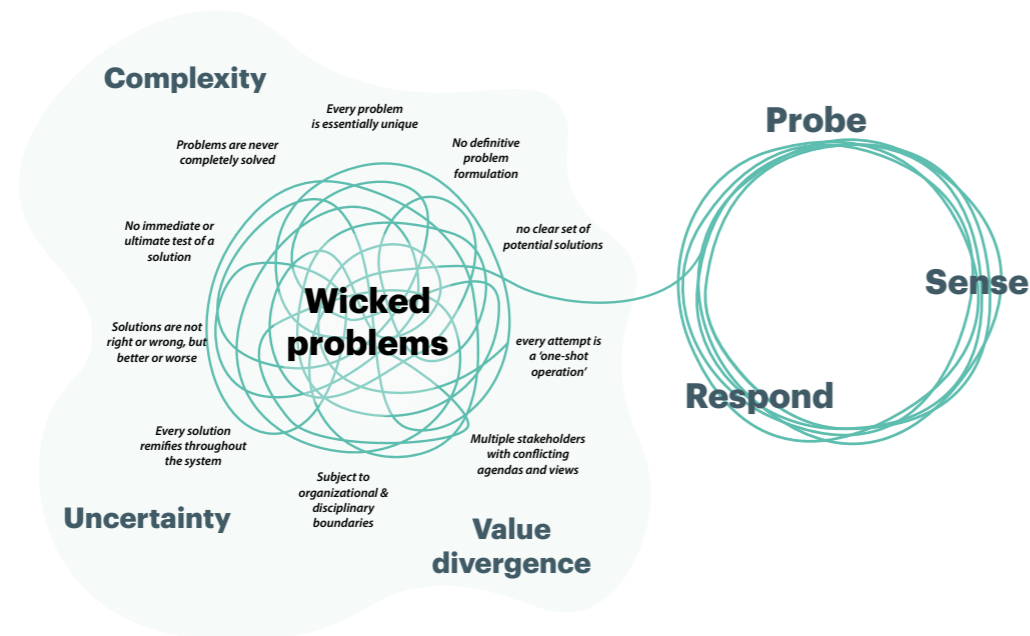 Complexity
Every problem
is essentially unique
Problems are never
completely solved
No definitive
problem
formulation
No immediate or
ultimate test of a
solution
no clear set of
potential solutions
Wicked
problems
Solutions are not
right or wrong, but
better or worse
every attempt is
a ‘one-shot
operation’
Every solution
remifies throughout
the system
Multiple stakeholders
with conflicting
agendas and views
Subject to
organizational &
disciplinary
boundaries
Uncertainty
Value
divergence
Probe
Sense
Respond